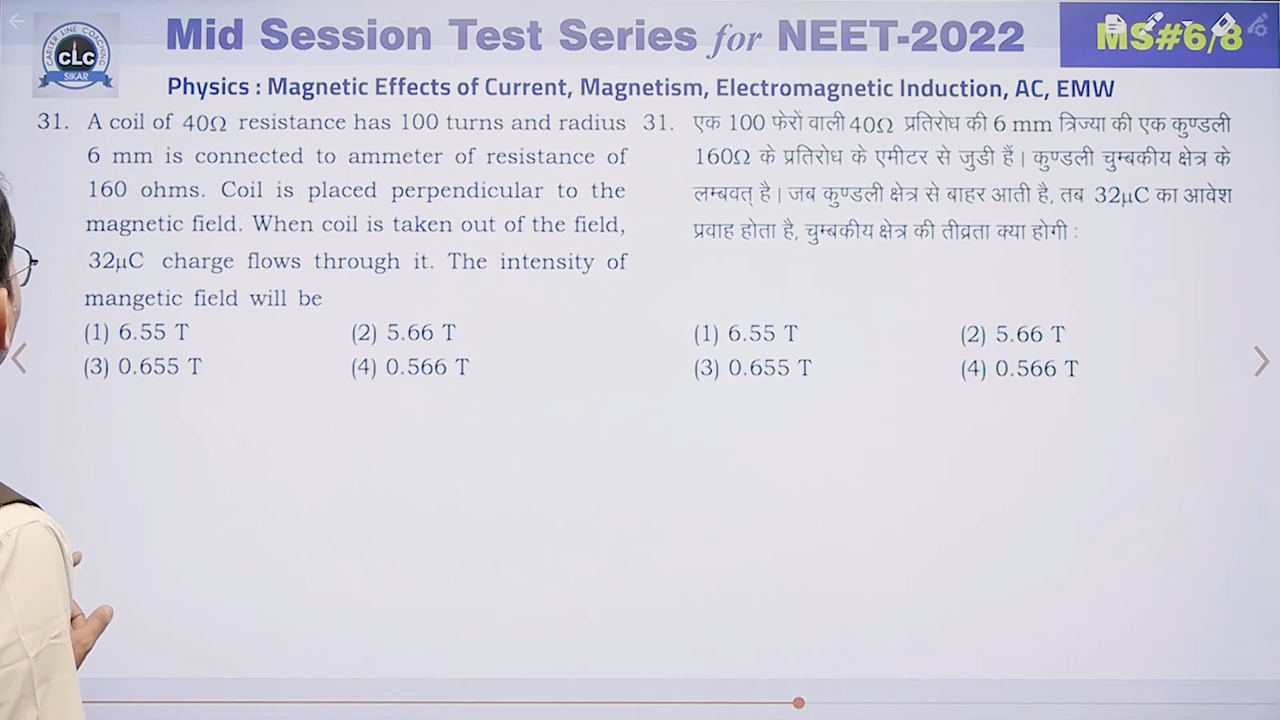 Mid Session Test Series for NEET-2022
MS#6/8
CAREER LINE COACHING
CLC
SIKAR
Physics : Magnetic Effects of Current, Magnetism, Electromagnetic Induction, AC, EMW
31. A coil of 40Ω resistance has 100 turns and radius
6 mm is connected to ammeter of resistance of
160 ohms. Coil is placed perpendicular to the
magnetic field. When coil is taken out of the field,
32μC charge flows through it. The intensity of
mangetic field will be
(1) 6.55 T (2) 5.66 T
(3) 0.655 T (4) 0.566 T
31. एक 100 फेरों वाली 40Ω प्रतिरोध की 6 mm त्रिज्या की एक कुण्डली
160Ω के प्रतिरोध के एमीटर से जुडी हैं। कुण्डली चुम्बकीय क्षेत्र के
लम्बवत् है। जब कुण्डली क्षेत्र से बाहर आती है, तब 32μC का आवेश
प्रवाह होता है, चुम्बकीय क्षेत्र की तीव्रता क्या होगी :
(1) 6.55 T (2) 5.66 T
(3) 0.655 T (4) 0.566 T